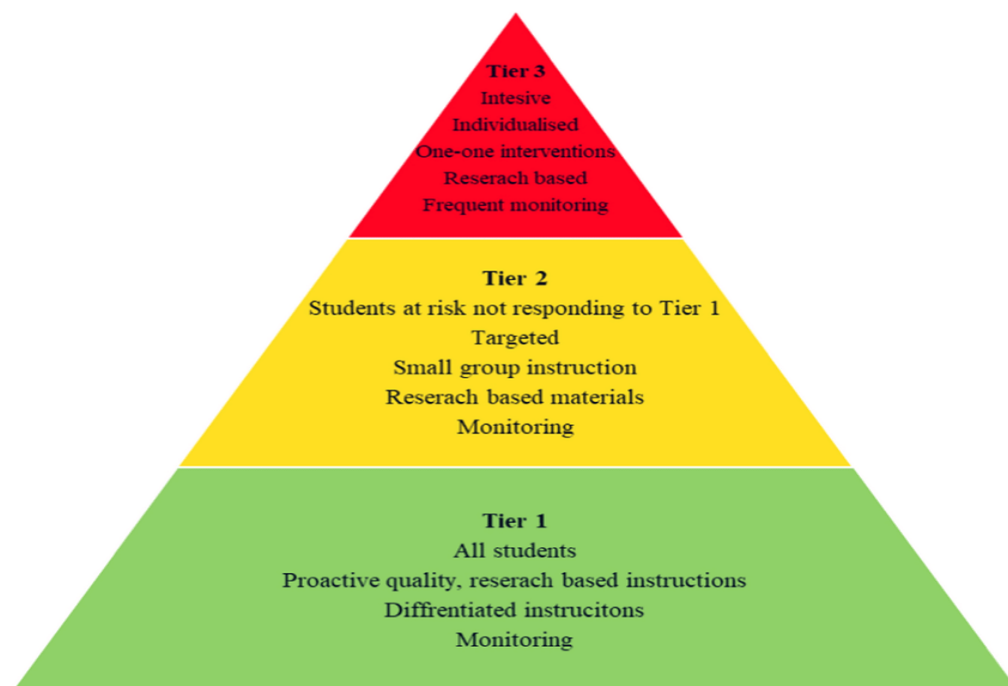 Tier 3
Intesive
Individualised
One-one interventions
Reserach based
Frequent monitoring
Tier 2
Students at risk not responding to Tier 1
Targeted
Small group instruction
Reserach based materials
Monitoring
Tier 1
All students
Proactive quality, reserach based instructions
Diffrentiated instrucitons
Monitoring